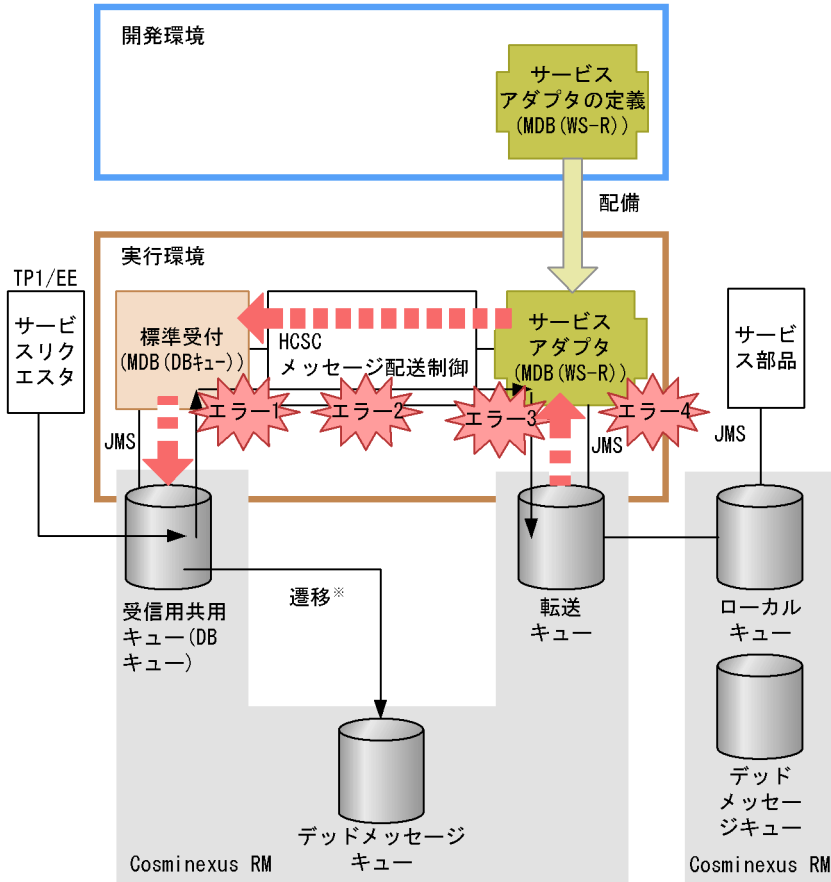 開発環境
サービス
アダプタの定義
(MDB(WS-R))
配備
実行環境
TP1/EE
サービ
スリク
エスタ
標準受付
(MDB(DBキュー))
HCSC
メッセージ配送制御
サービス
アダプタ
(MDB(WS-R))
サービ
ス部品
エラー1
エラー2
エラー3
エラー4
JMS
JMS
JMS
受信用共用
キュー(DB
キュー)
遷移※
転送
キュー
ローカル
キュー
デッドメッセージ
キュー
デッド
メッセー
ジキュー
Cosminexus RM
Cosminexus RM